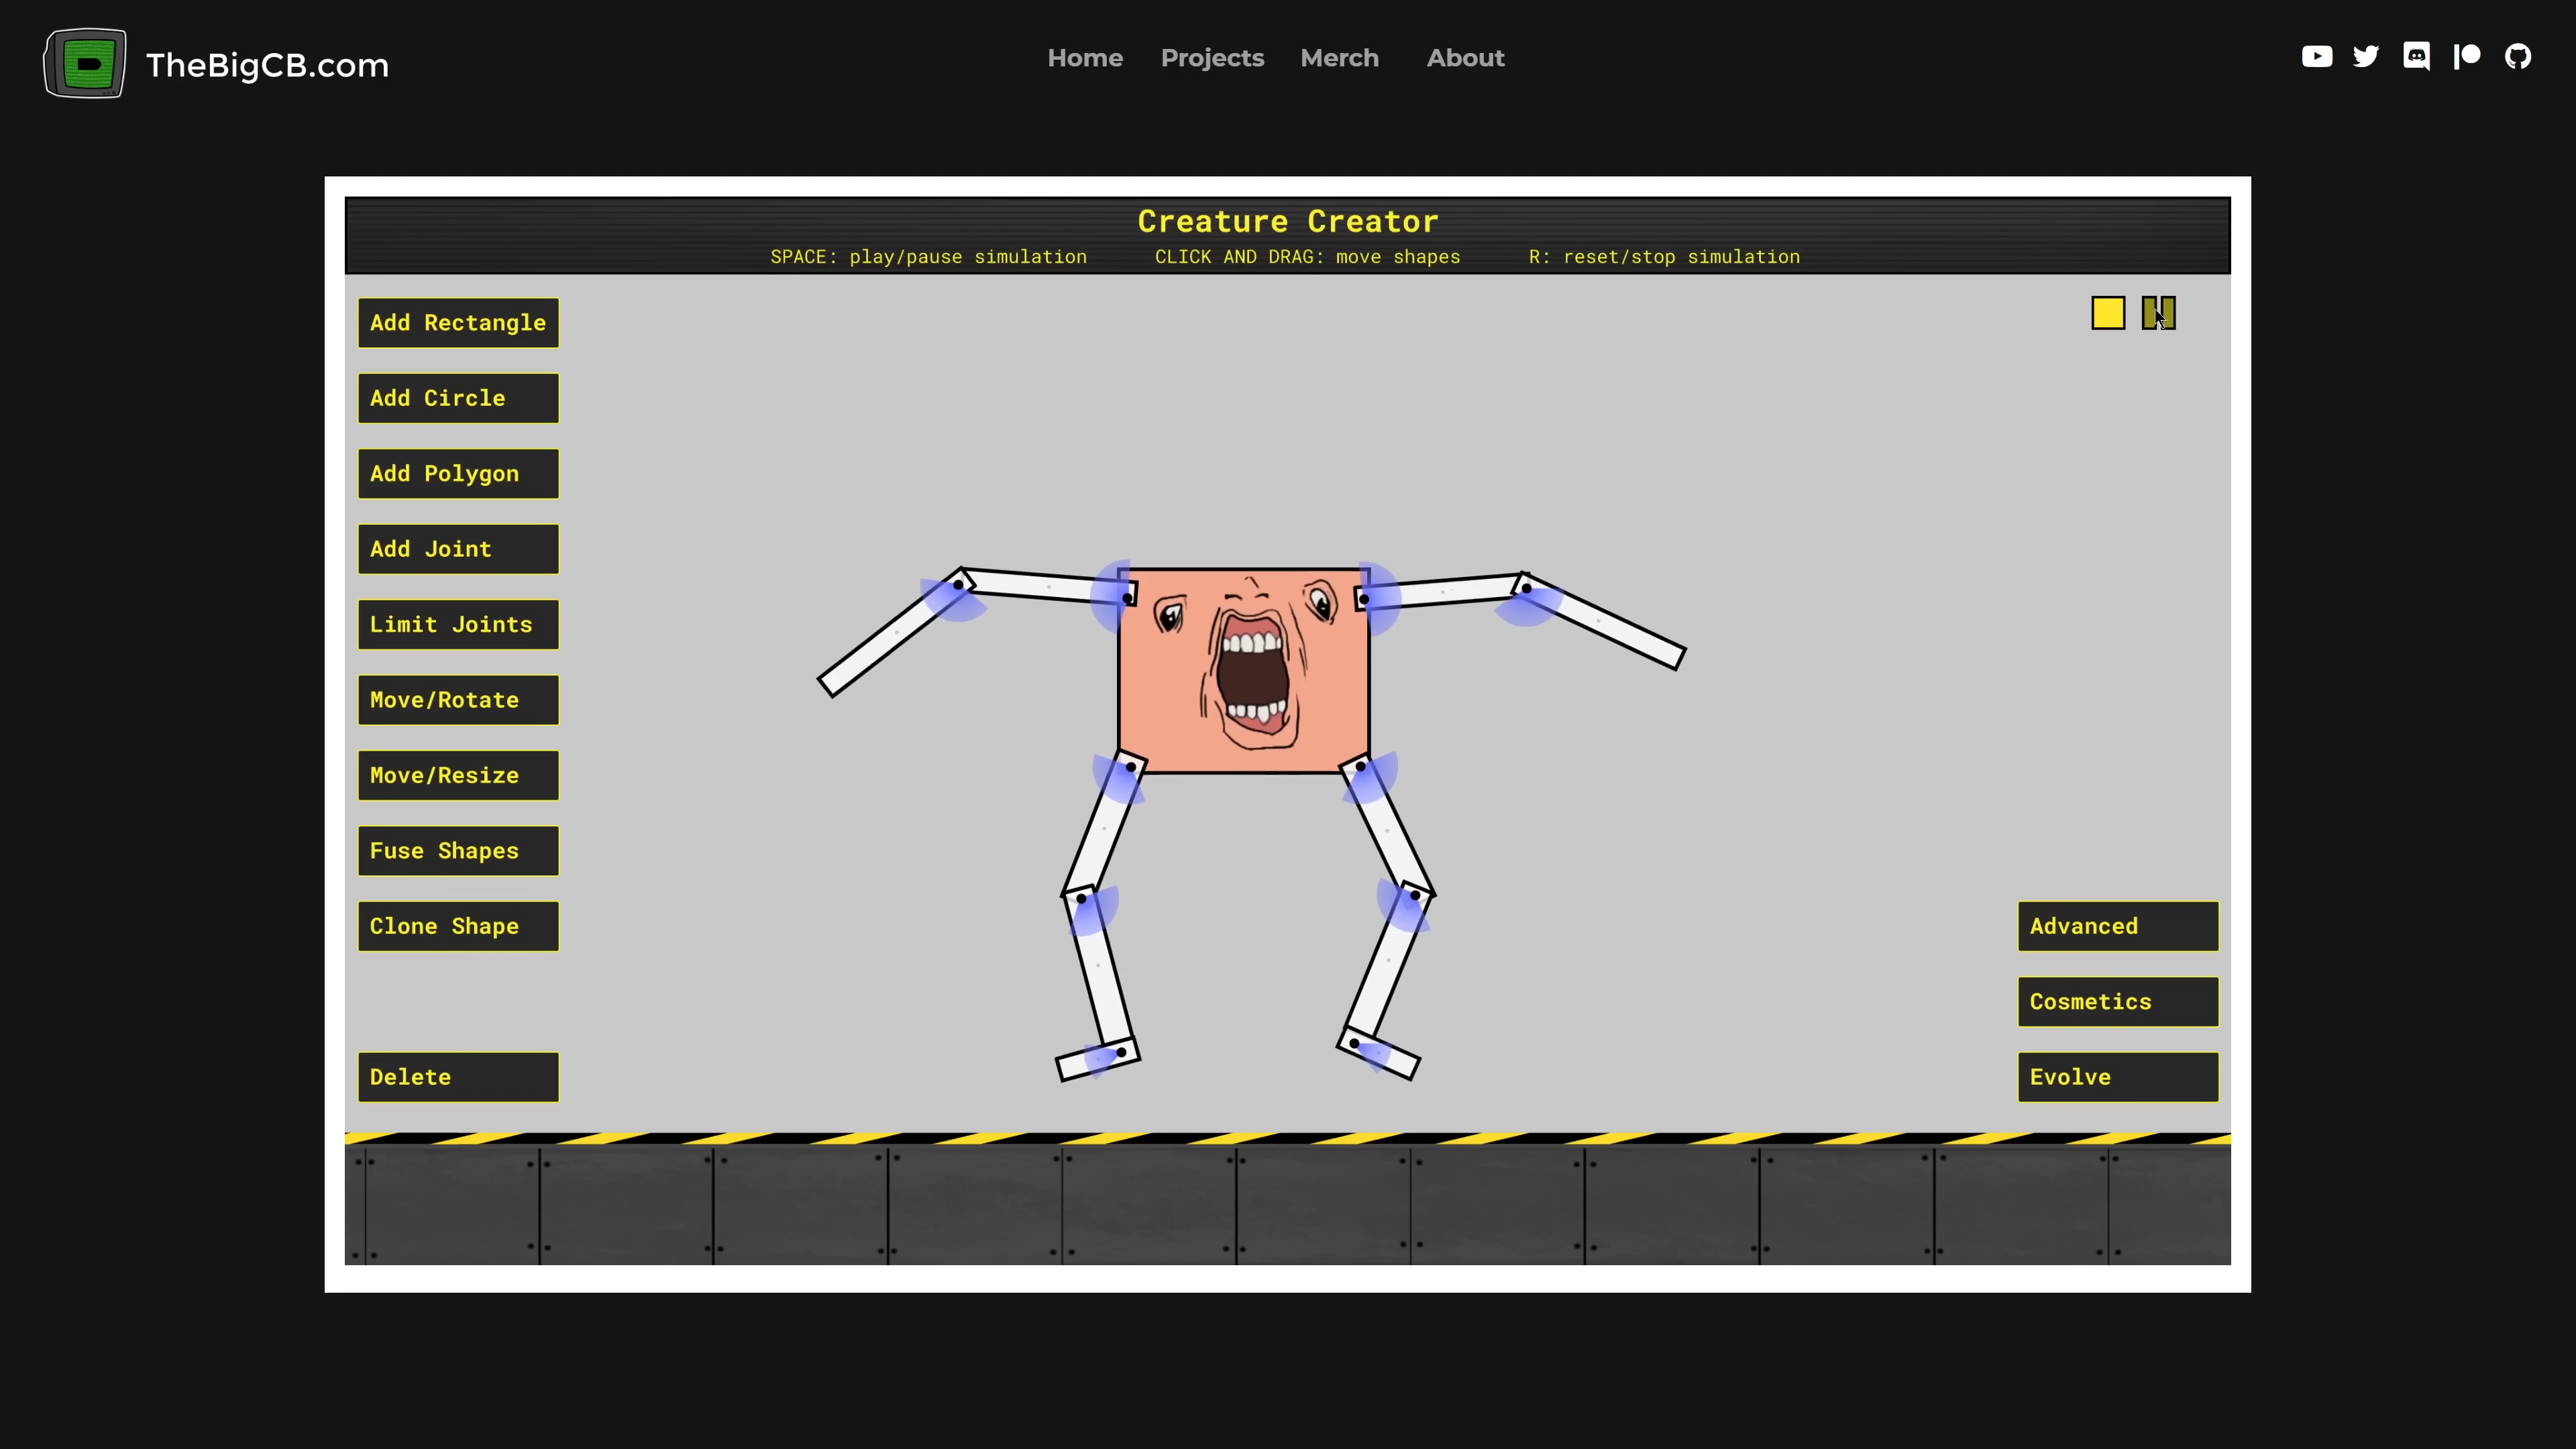 TheBigCB.com
Home Projects Merch About
Creature Creator
SPACE: play/pause simulation CLICK AND DRAG: move shapes R: reset/stop simulation
Add Rectangle
Add Circle
Add Polygon
Add Joint
Limit Joints
Move/Rotate
Move/Resize
Fuse Shapes
Clone Shape
Delete
Advanced
Cosmetics
Evolve